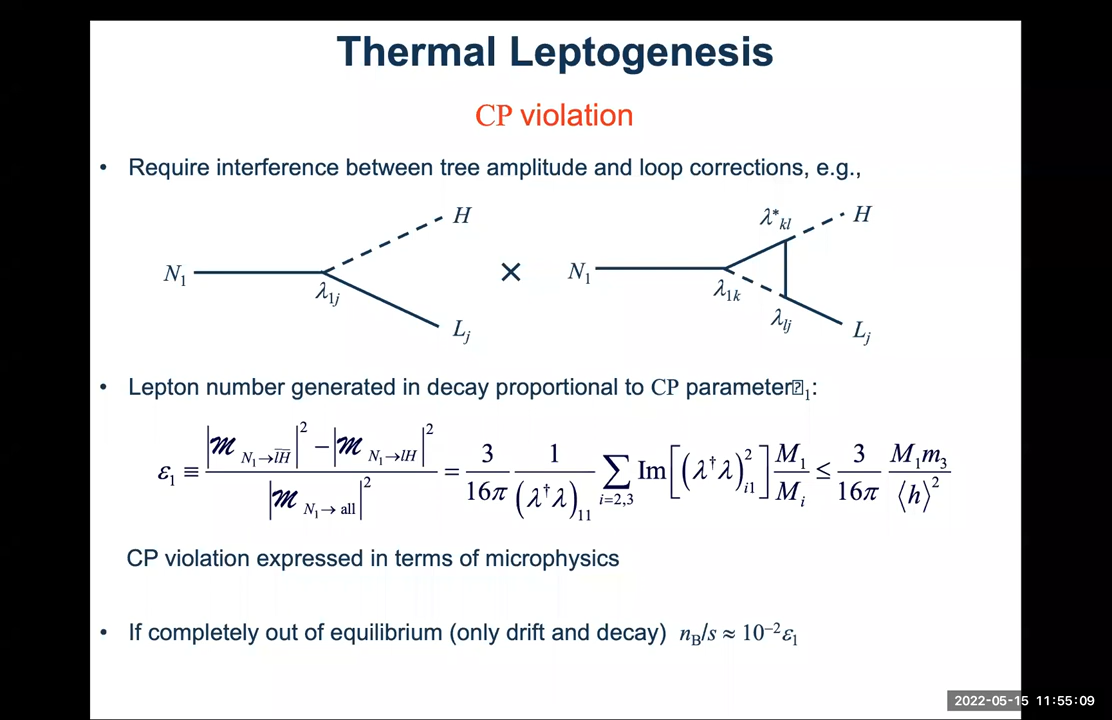 Thermal Leptogenesis
CP violation
• Require interference between tree amplitude and loop corrections, e.g.,
N₁ λ₁ⱼ H Lⱼ × N₁ λ₁ₖ λ*ₖₗ λₗⱼ H Lⱼ
• Lepton number generated in decay proportional to CP parameter⍰₁:
ε₁ ≡ (|𝓜 N₁→l̅H̅|² − |𝓜 N₁→lH|²) / |𝓜 N₁→ all|² = 3/16π 1/(λ†λ)₁₁ ∑ i=2,3 Im[(λ†λ)²ᵢ₁] M₁/Mᵢ ≤ 3/16π M₁m₃/⟨h⟩²
CP violation expressed in terms of microphysics
• If completely out of equilibrium (only drift and decay) n_B/s ≈ 10⁻²ε₁
2022-05-15 11:55:09